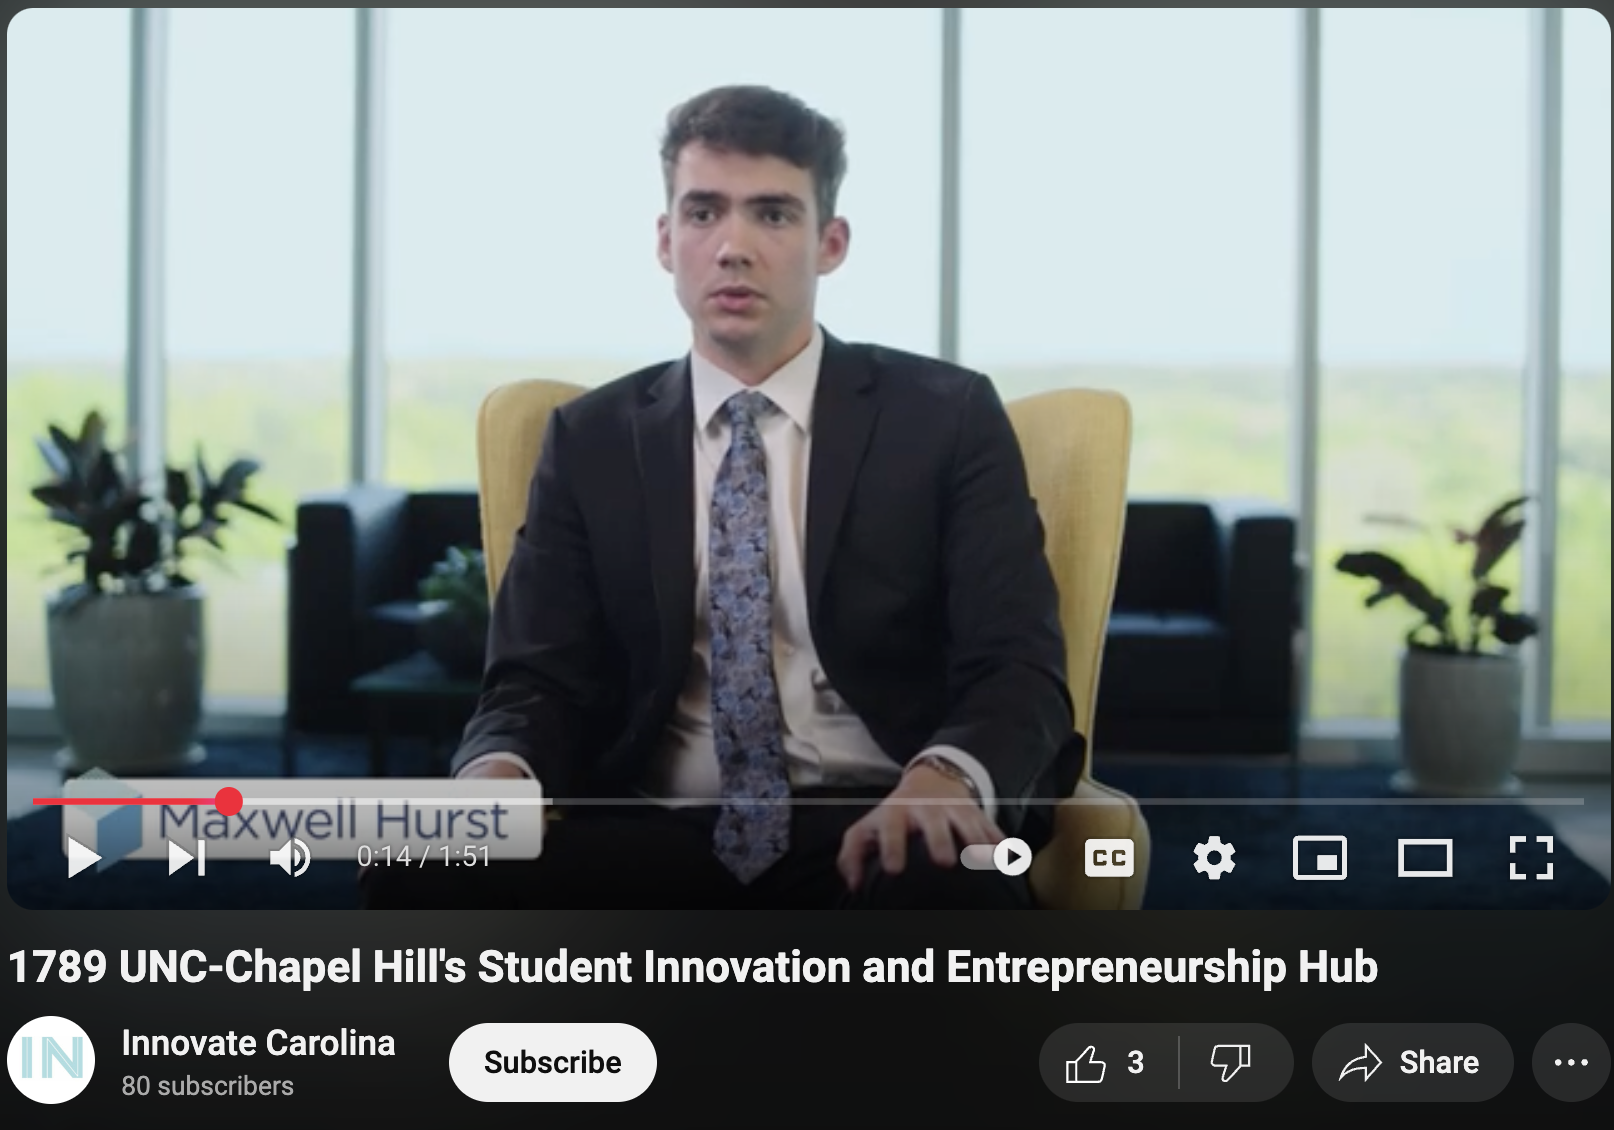 Maxwell Hurst
0:14 / 1:51
CC
1789 UNC-Chapel Hill's Student Innovation and Entrepreneurship Hub
IN
Innovate Carolina
80 subscribers
Subscribe
3
Share